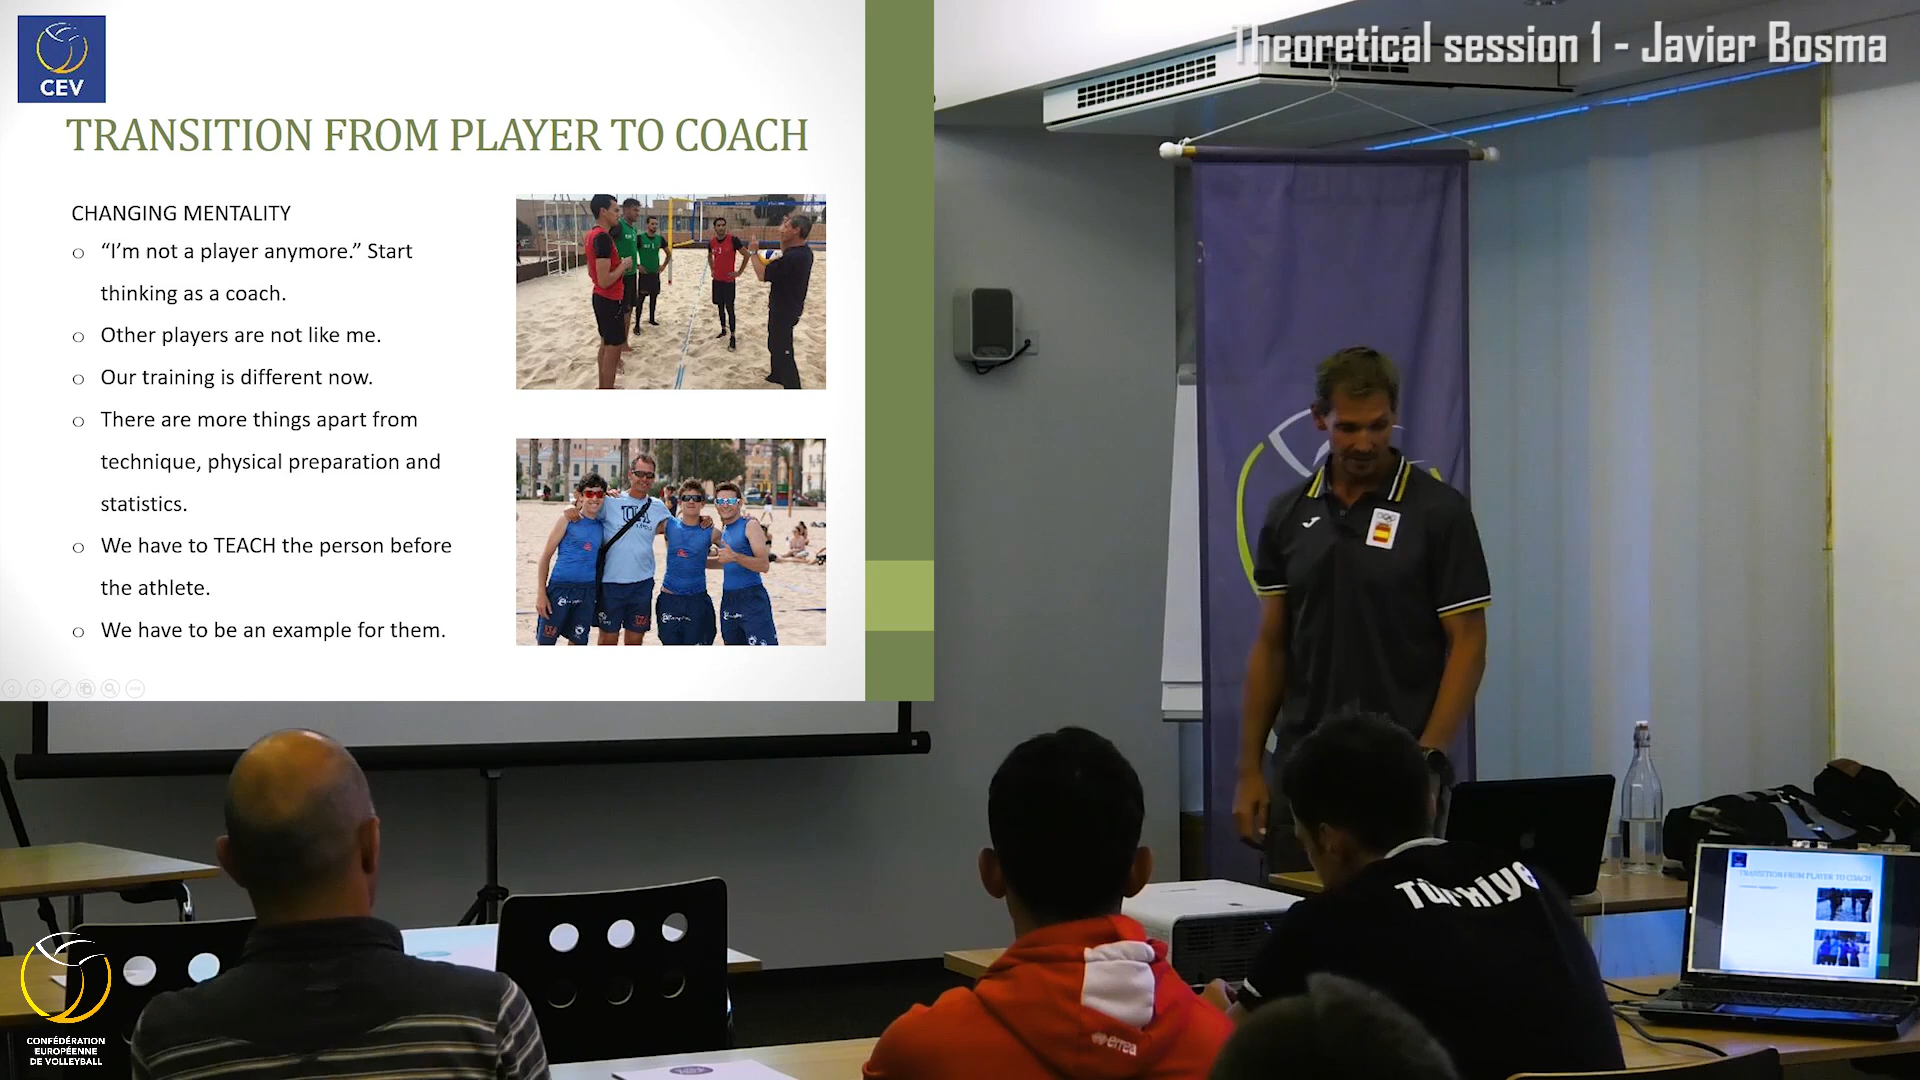 Theoretical session 1 - Javier Bosma
CEV
TRANSITION FROM PLAYER TO COACH
CHANGING MENTALITY
“I’m not a player anymore.” Start
thinking as a coach.
Other players are not like me.
Our training is different now.
There are more things apart from
technique, physical preparation and
statistics.
We have to TEACH the person before
the athlete.
We have to be an example for them.
TÜRKİYE
TRANSITION FROM PLAYER TO COACH
errea
CONFÉDÉRATION
EUROPÉENNE
DE VOLLEYBALL